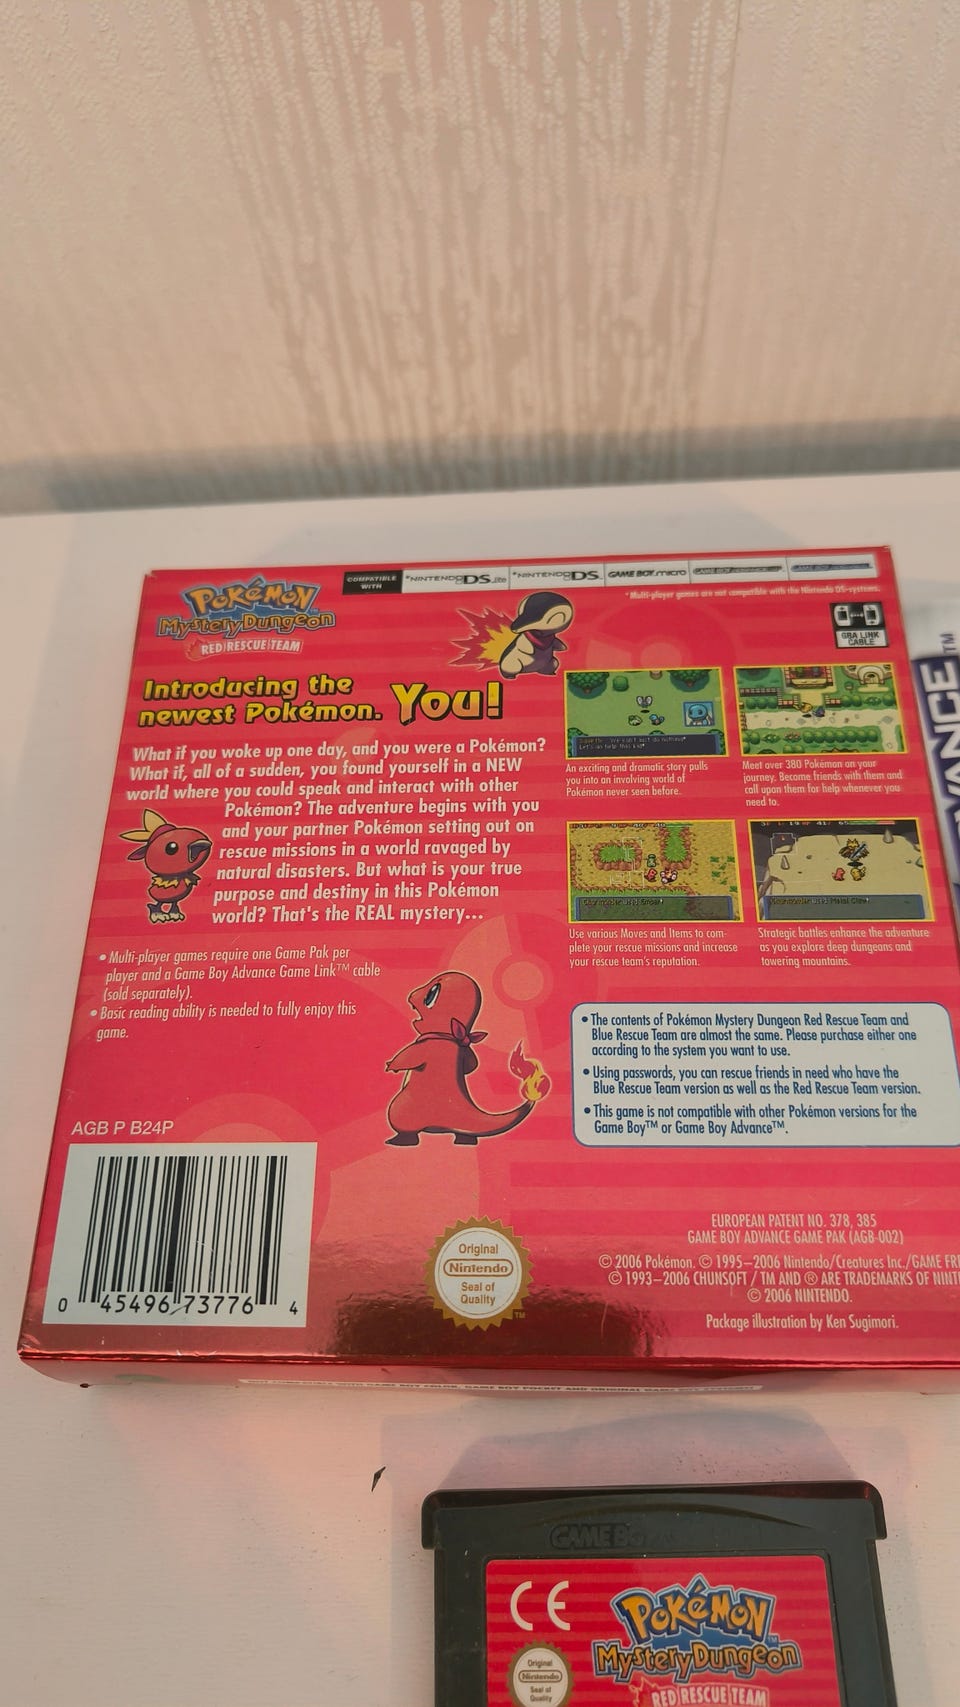 COMPATIBLE WITH
NINTENDO DS Lite
NINTENDO DS™
GAME BOY micro
*Multi-player games are not compatible with the Nintendo DS-systems.
GBA LINK
CABLE
POKéMON
Mystery Dungeon
RED RESCUE TEAM
Introducing the
newest Pokémon. You!
What if you woke up one day, and you were a Pokémon?
What if, all of a sudden, you found yourself in a NEW
world where you could speak and interact with other
Pokémon? The adventure begins with you
and your partner Pokémon setting out on
rescue missions in a world ravaged by
natural disasters. But what is your true
purpose and destiny in this Pokémon
world? That's the REAL mystery...
• Multi-player games require one Game Pak per
player and a Game Boy Advance Game Link™ cable
(sold separately).
• Basic reading ability is needed to fully enjoy this
game.
An exciting and dramatic story pulls
you into an involving world of
Pokémon never seen before.
Meet over 380 Pokémon on your
journey. Become friends with them and
call upon them for help whenever you
need to.
Use various Moves and Items to com-
plete your rescue missions and increase
your rescue team's reputation.
Strategic battles enhance the adventure
as you explore deep dungeons and
towering mountains.
• The contents of Pokémon Mystery Dungeon Red Rescue Team and
Blue Rescue Team are almost the same. Please purchase either one
according to the system you want to use.
• Using passwords, you can rescue friends in need who have the
Blue Rescue Team version as well as the Red Rescue Team version.
• This game is not compatible with other Pokémon versions for the
Game Boy™ or Game Boy Advance™.
AGB P B24P
0 45496 73776 4
Original
Nintendo
Seal of
Quality
TM
EUROPEAN PATENT NO. 378, 385
GAME BOY ADVANCE GAME PAK (AGB-002)
© 2006 Pokémon. © 1995–2006 Nintendo/Creatures Inc./GAME FR
© 1993–2006 CHUNSOFT / TM AND ® ARE TRADEMARKS OF NINT
© 2006 NINTENDO.
Package illustration by Ken Sugimori.
VANCE™
GAME BO
CE
POKéMON
Mystery Dungeon
RED RESCUE TEAM
Original
Nintendo
Seal of
Quality